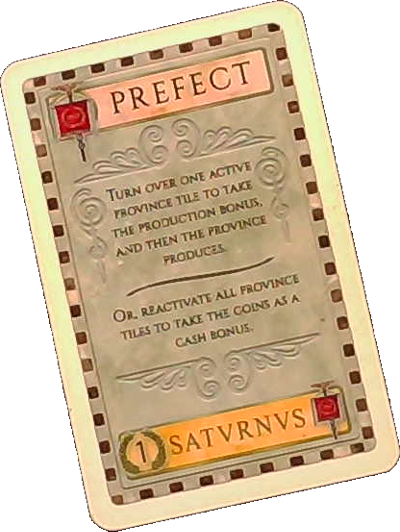 PREFECT
TURN OVER ONE ACTIVE
PROVINCE TILE TO TAKE
THE PRODUCTION BONUS,
AND THEN THE PROVINCE
PRODUCES.
OR, REACTIVATE ALL PROVINCE
TILES TO TAKE THE COINS AS A
CASH BONUS.
1 SATVRNVS